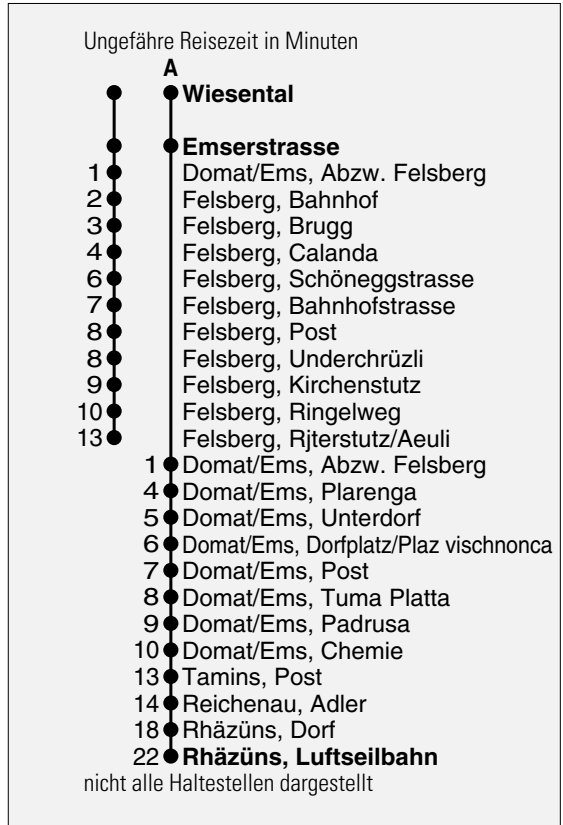 Ungefähre Reisezeit in Minuten
A
Wiesental
Emserstrasse
1 Domat/Ems, Abzw. Felsberg
2 Felsberg, Bahnhof
3 Felsberg, Brugg
4 Felsberg, Calanda
6 Felsberg, Schöneggstrasse
7 Felsberg, Bahnhofstrasse
8 Felsberg, Post
8 Felsberg, Underchrüzli
9 Felsberg, Kirchenstutz
10 Felsberg, Ringelweg
13 Felsberg, Rjterstutz/Aeuli
1 Domat/Ems, Abzw. Felsberg
4 Domat/Ems, Plarenga
5 Domat/Ems, Unterdorf
6 Domat/Ems, Dorfplatz/Plaz vischnonca
7 Domat/Ems, Post
8 Domat/Ems, Tuma Platta
9 Domat/Ems, Padrusa
10 Domat/Ems, Chemie
13 Tamins, Post
14 Reichenau, Adler
18 Rhäzüns, Dorf
22 Rhäzüns, Luftseilbahn
nicht alle Haltestellen dargestellt